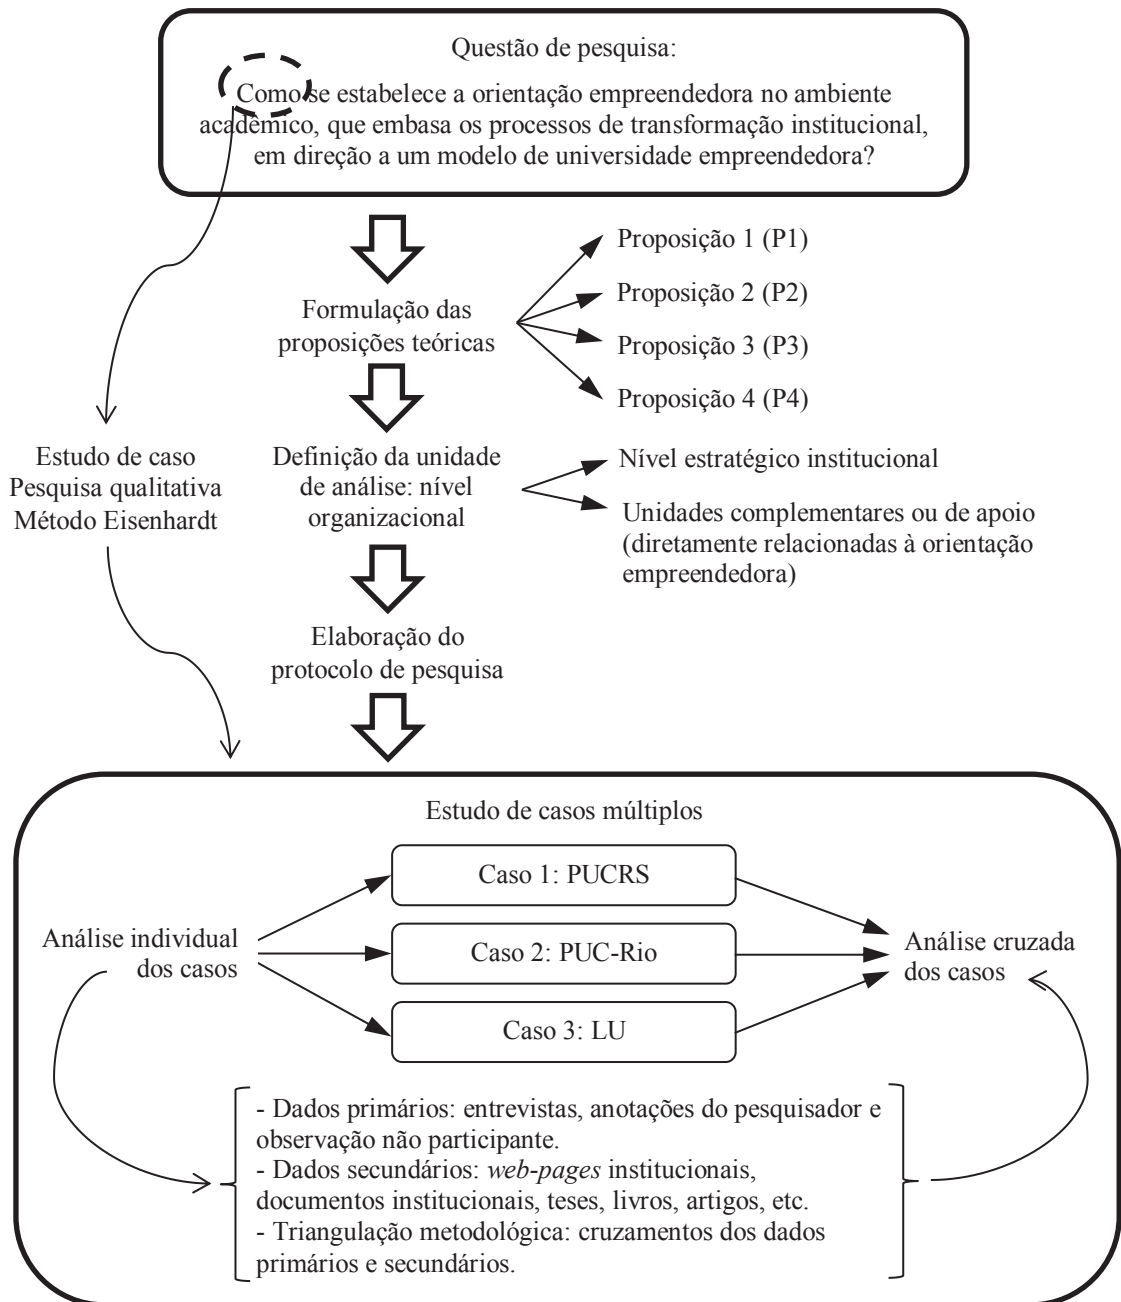 Questão de pesquisa:
Como se estabelece a orientação empreendedora no ambiente
acadêmico, que embasa os processos de transformação institucional,
em direção a um modelo de universidade empreendedora?
Formulação das
proposições teóricas
Proposição 1 (P1)
Proposição 2 (P2)
Proposição 3 (P3)
Proposição 4 (P4)
Estudo de caso
Pesquisa qualitativa
Método Eisenhardt
Definição da unidade
de análise: nível
organizacional
Nível estratégico institucional
Unidades complementares ou de apoio
(diretamente relacionadas à orientação
empreendedora)
Elaboração do
protocolo de pesquisa
Estudo de casos múltiplos
Análise individual
dos casos
Caso 1: PUCRS
Caso 2: PUC-Rio
Caso 3: LU
Análise cruzada
dos casos
- Dados primários: entrevistas, anotações do pesquisador e
observação não participante.
- Dados secundários: web-pages institucionais,
documentos institucionais, teses, livros, artigos, etc.
- Triangulação metodológica: cruzamentos dos dados
primários e secundários.